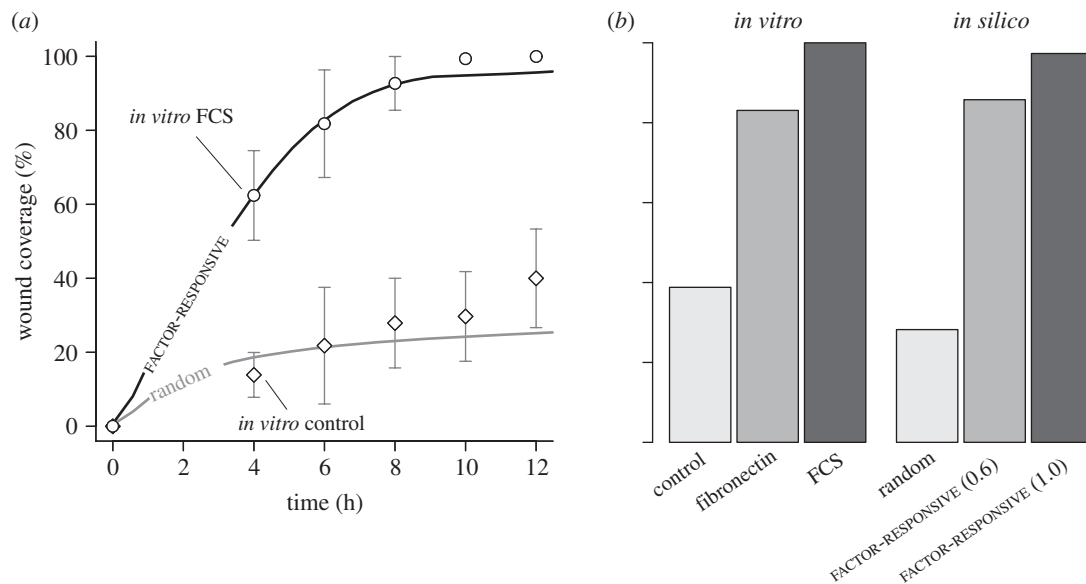 (a)
100
80
60
40
20
0
wound coverage (%)
in vitro FCS
FACTOR-RESPONSIVE
random
in vitro control
0
2
4
6
8
10
12
time (h)
(b)
in vitro
in silico
control
fibronectin
FCS
random
FACTOR-RESPONSIVE (0.6)
FACTOR-RESPONSIVE (1.0)